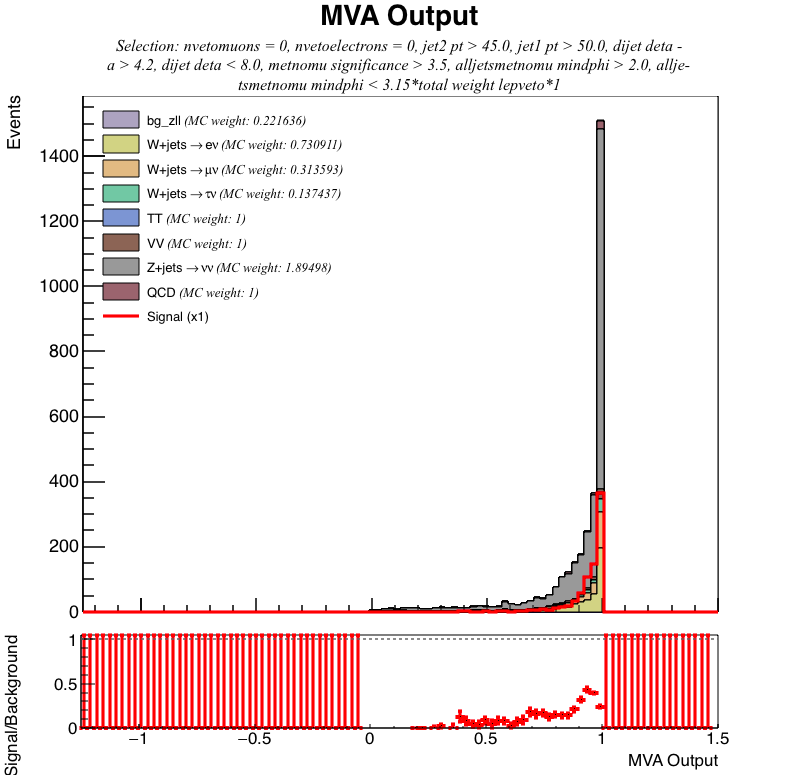 MVA Output
Selection: nvetomuons = 0, nvetoelectrons = 0, jet2 pt > 45.0, jet1 pt > 50.0, dijet deta -
a > 4.2, dijet deta < 8.0, metnomu significance > 3.5, alljetsmetnomu mindphi > 2.0, allje-
tsmetnomu mindphi < 3.15*total weight lepveto*1
Events
bg_zll (MC weight: 0.221636)
W+jets→eν (MC weight: 0.730911)
W+jets→μν (MC weight: 0.313593)
W+jets→τν (MC weight: 0.137437)
TT (MC weight: 1)
VV (MC weight: 1)
Z+jets→νν (MC weight: 1.89498)
QCD (MC weight: 1)
Signal (x1)
1400
1200
1000
800
600
400
200
0
Signal/Background
1
0.5
0
−1
−0.5
0
0.5
1
1.5
MVA Output